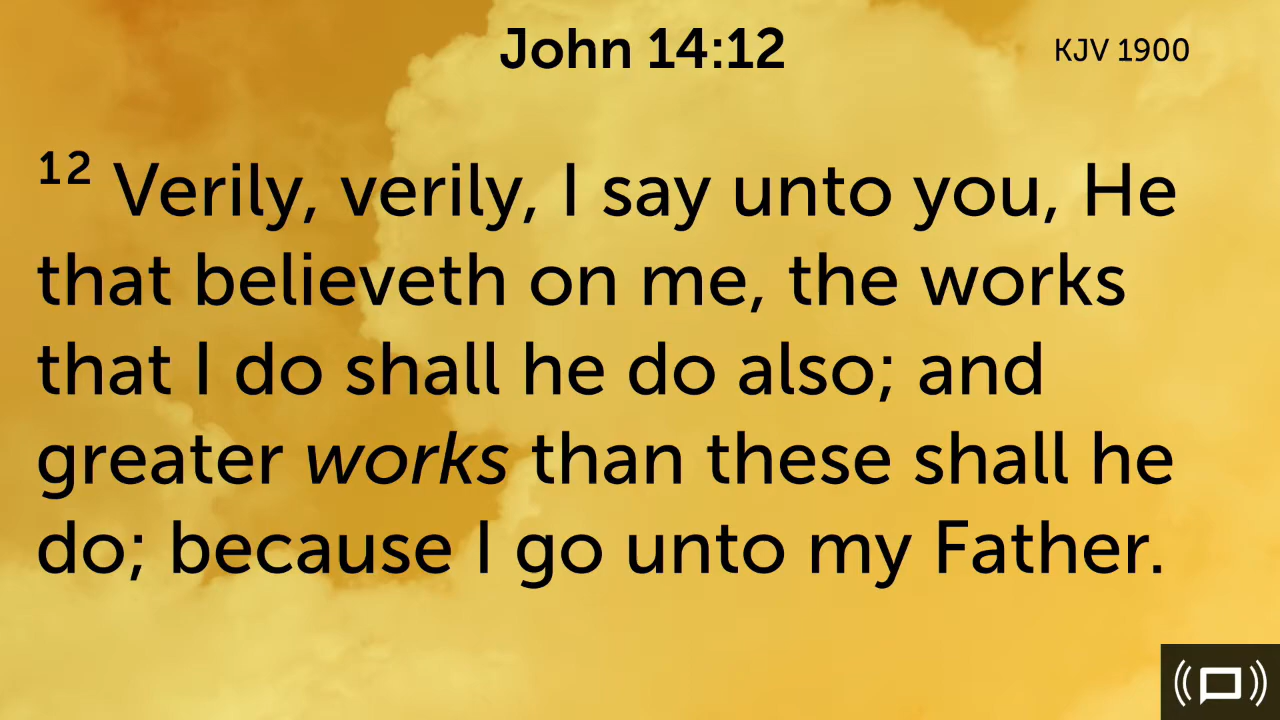 John 14:12
KJV 1900
12 Verily, verily, I say unto you, He
that believeth on me, the works
that I do shall he do also; and
greater works than these shall he
do; because I go unto my Father.